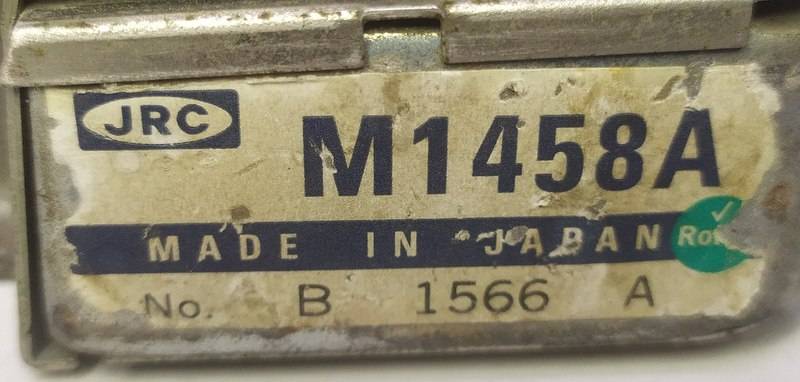 JRC
M1458A
MADE IN JAPAN
No. B 1566 A